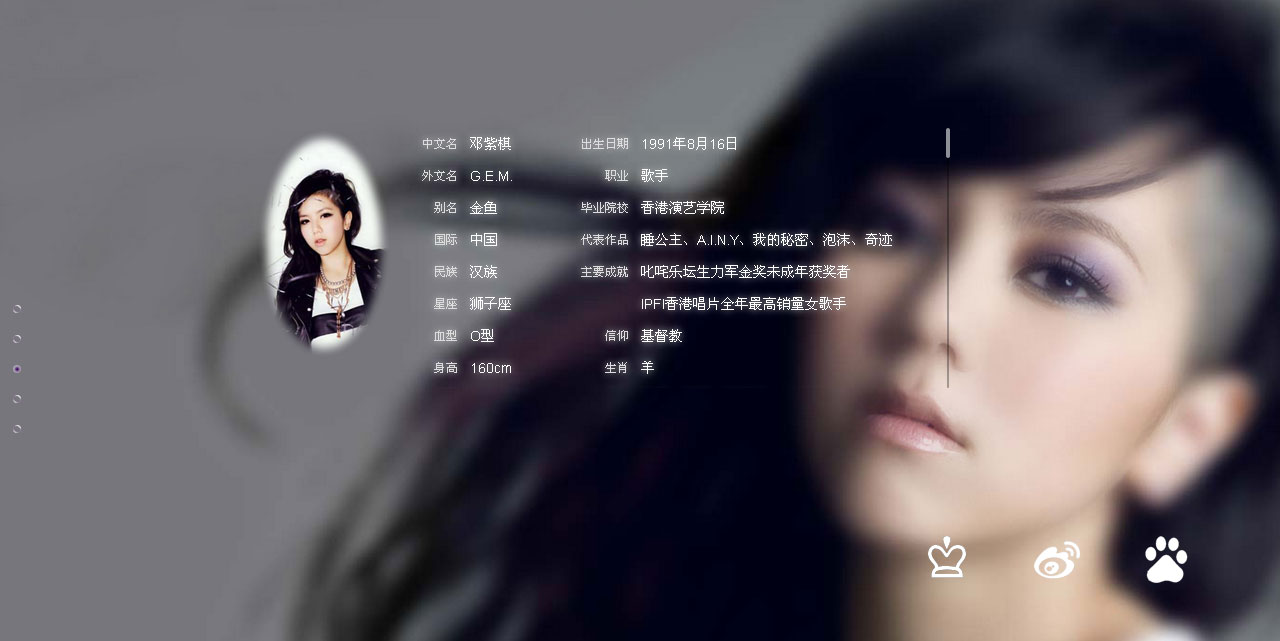 中文名 邓紫棋 出生日期 1991年8月16日
外文名 G.E.M. 职业 歌手
别名 金鱼 毕业院校 香港演艺学院
国际 中国 代表作品 睡公主、A.I.N.Y、我的秘密、泡沫、奇迹
民族 汉族 主要成就 叱咤乐坛生力军金奖未成年获奖者
星座 狮子座 IPFI香港唱片全年最高销量女歌手
血型 O型 信仰 基督教
身高 160cm 生肖 羊